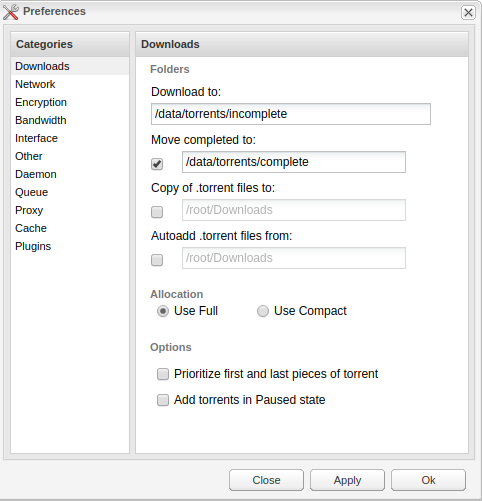 Preferences
Categories
Downloads
Network
Encryption
Bandwidth
Interface
Other
Daemon
Queue
Proxy
Cache
Plugins
Downloads
Folders
Download to:
/data/torrents/incomplete
Move completed to:
/data/torrents/complete
Copy of .torrent files to:
/root/Downloads
Autoadd .torrent files from:
/root/Downloads
Allocation
Use Full
Use Compact
Options
Prioritize first and last pieces of torrent
Add torrents in Paused state
Close
Apply
Ok